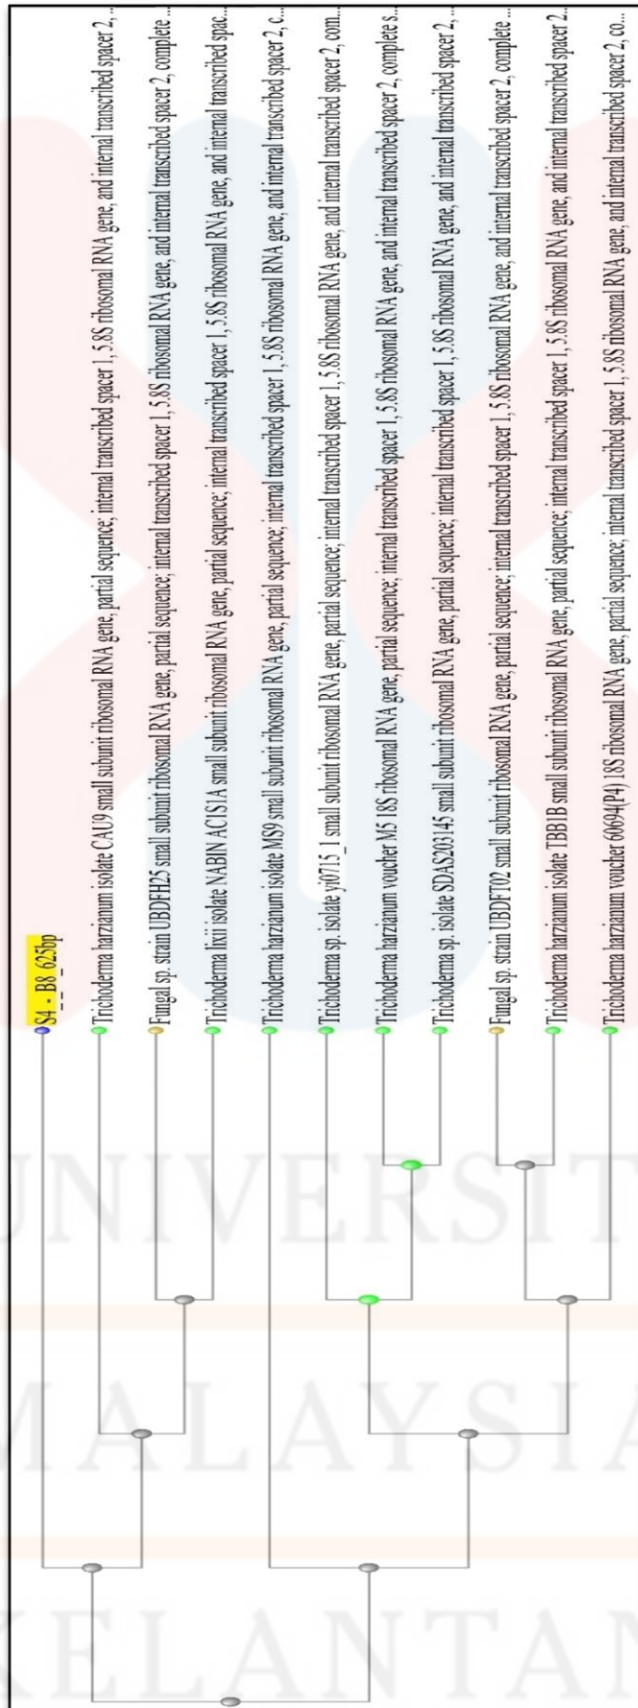 S4 - B8_625bp
Trichoderma harzianum isolate CAU9 small subunit ribosomal RNA gene, partial sequence; internal transcribed spacer 1, 5.8S ribosomal RNA gene, and internal transcribed spacer 2, ...
Fungal sp. strain UBDFH25 small subunit ribosomal RNA gene, partial sequence; internal transcribed spacer 1, 5.8S ribosomal RNA gene, and internal transcribed spacer 2, complete ...
Trichoderma lixii isolate NABIN AC1S1A small subunit ribosomal RNA gene, partial sequence; internal transcribed spacer 1, 5.8S ribosomal RNA gene, and internal transcribed spac...
Trichoderma harzianum isolate MS9 small subunit ribosomal RNA gene, partial sequence; internal transcribed spacer 1, 5.8S ribosomal RNA gene, and internal transcribed spacer 2, c...
Trichoderma sp. isolate yi0715_1 small subunit ribosomal RNA gene, partial sequence; internal transcribed spacer 1, 5.8S ribosomal RNA gene, and internal transcribed spacer 2, com...
Trichoderma harzianum voucher M5 18S ribosomal RNA gene, partial sequence; internal transcribed spacer 1, 5.8S ribosomal RNA gene, and internal transcribed spacer 2, complete s...
Trichoderma sp. isolate SDAS203145 small subunit ribosomal RNA gene, partial sequence; internal transcribed spacer 1, 5.8S ribosomal RNA gene, and internal transcribed spacer 2, ...
Fungal sp. strain UBDFT02 small subunit ribosomal RNA gene, partial sequence; internal transcribed spacer 1, 5.8S ribosomal RNA gene, and internal transcribed spacer 2, complete ...
Trichoderma harzianum isolate TBB1B small subunit ribosomal RNA gene, partial sequence; internal transcribed spacer 1, 5.8S ribosomal RNA gene, and internal transcribed spacer 2...
Trichoderma harzianum voucher 60694(P4) 18S ribosomal RNA gene, partial sequence; internal transcribed spacer 1, 5.8S ribosomal RNA gene, and internal transcribed spacer 2, co...
UNIVERSIT
MALAYSIA
KELANTAN